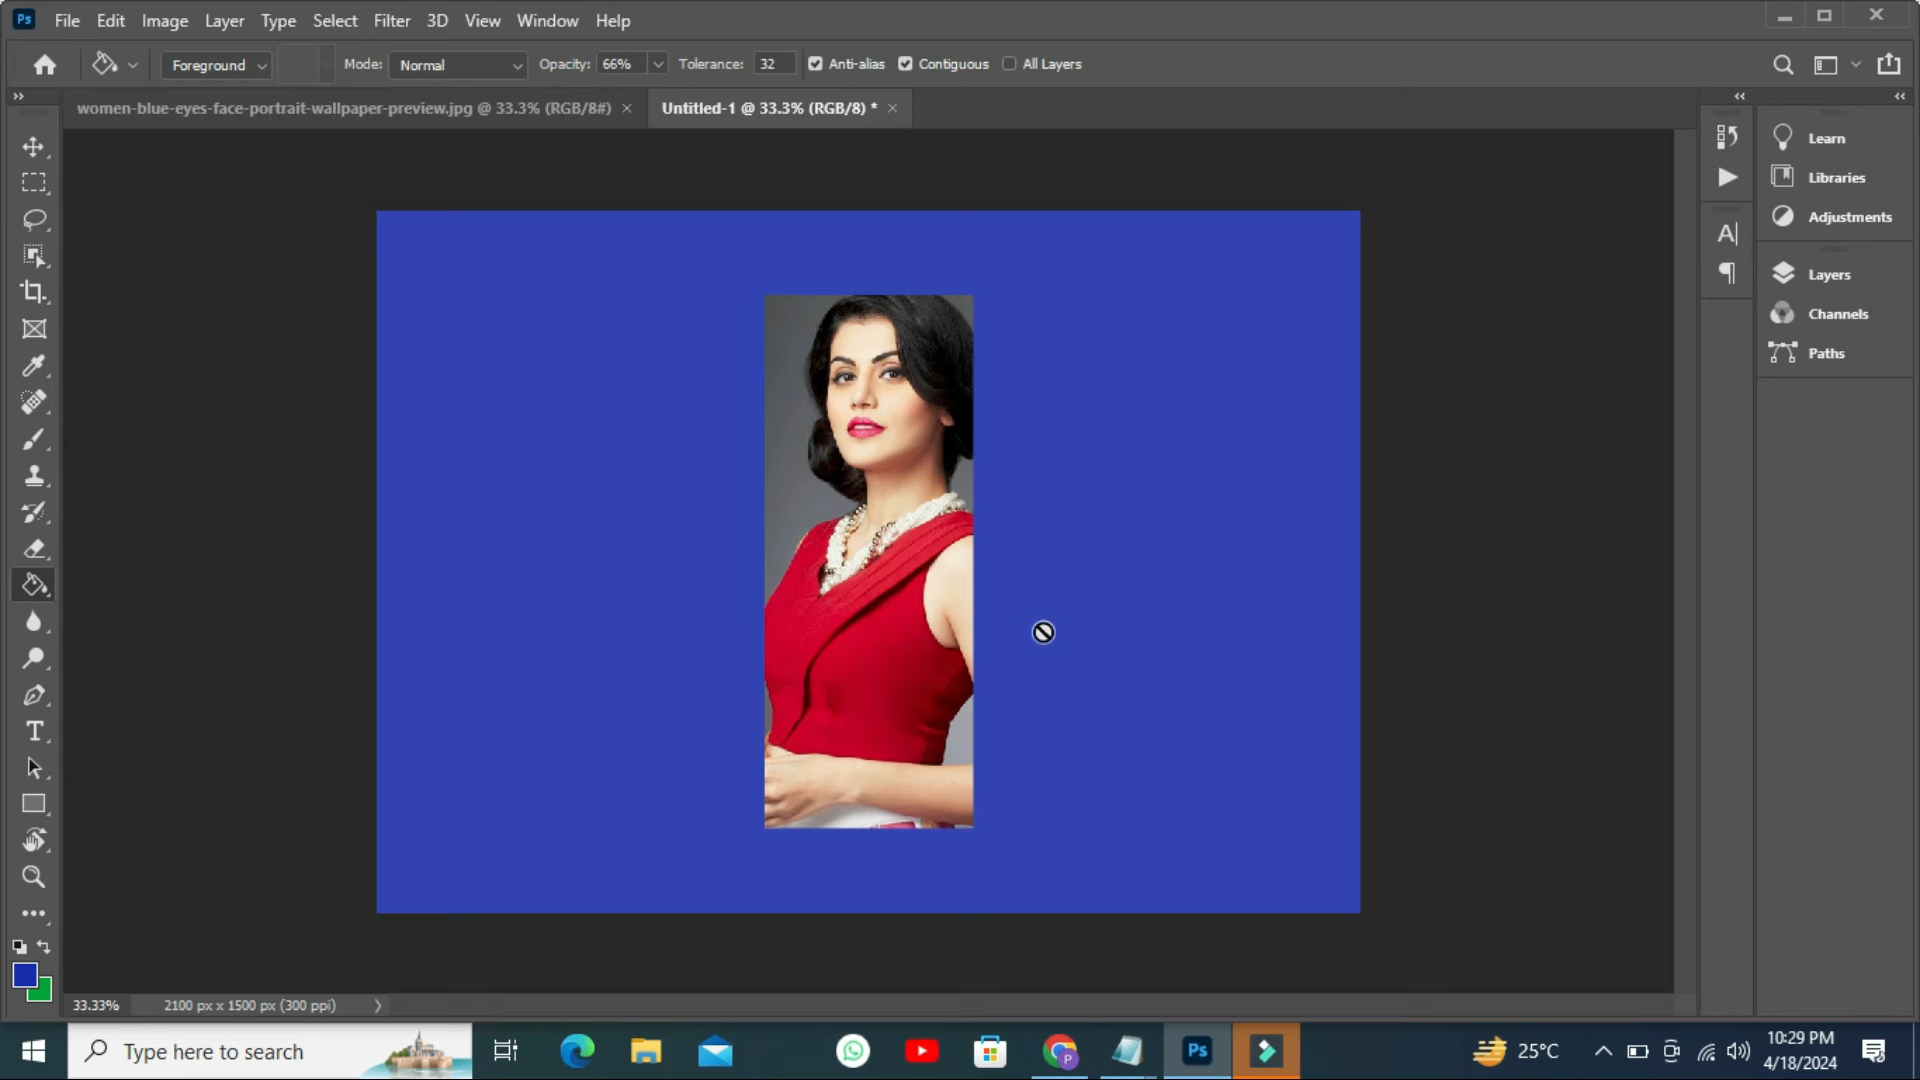 Ps File Edit Image Layer Type Select Filter 3D View Window Help
Foreground Mode: Normal Opacity: 66% Tolerance: 32 Anti-alias Contiguous All Layers
women-blue-eyes-face-portrait-wallpaper-preview.jpg @ 33.3% (RGB/8#) × Untitled-1 @ 33.3% (RGB/8) * ×
Learn
Libraries
Adjustments
Layers
Channels
Paths
33.33% 2100 px x 1500 px (300 ppi)
Type here to search
Ps
25°C
10:29 PM
4/18/2024